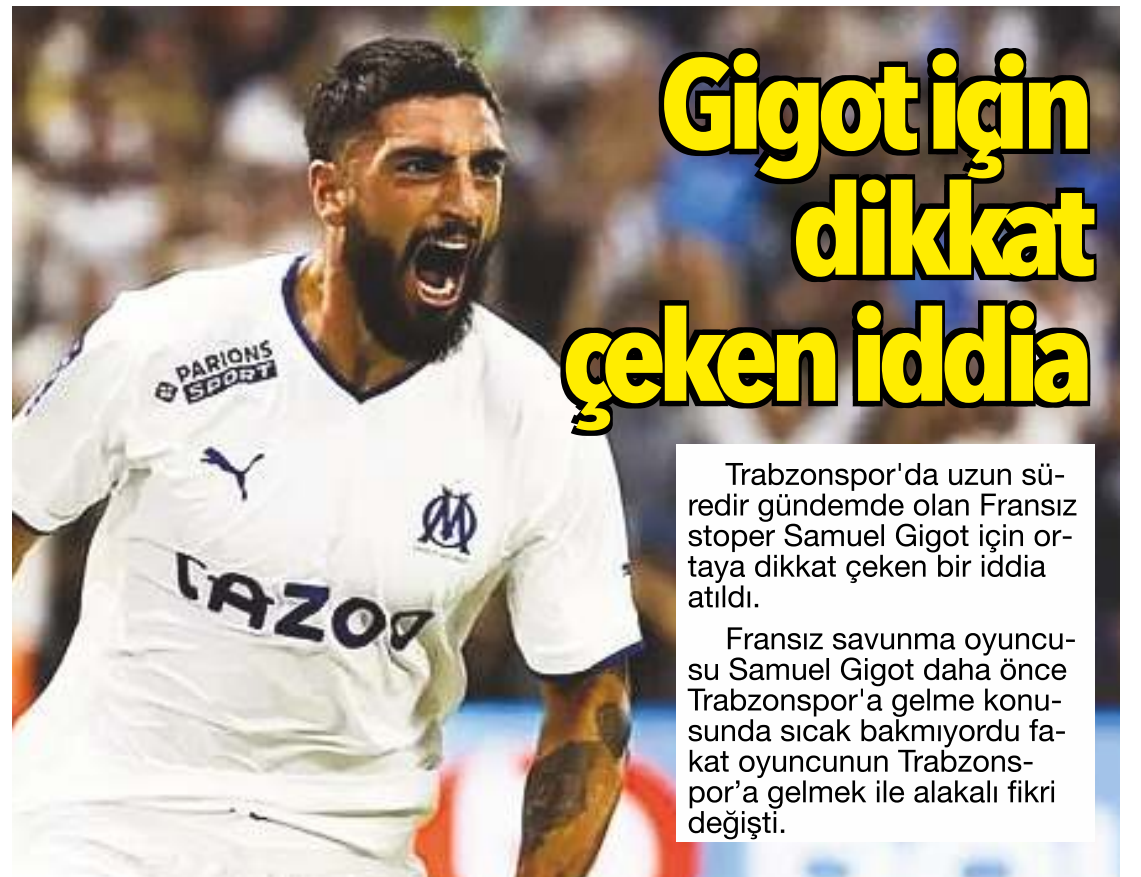 Gigot için
dikkat
çeken iddia
PARIONS
SPORT
Trabzonspor'da uzun sü-
redir gündemde olan Fransız
stoper Samuel Gigot için or-
taya dikkat çeken bir iddia
atıldı.
Fransız savunma oyuncu-
su Samuel Gigot daha önce
Trabzonspor'a gelme konu-
sunda sıcak bakmıyordu fa-
kat oyuncunun Trabzons-
por’a gelmek ile alakalı fikri
değişti.